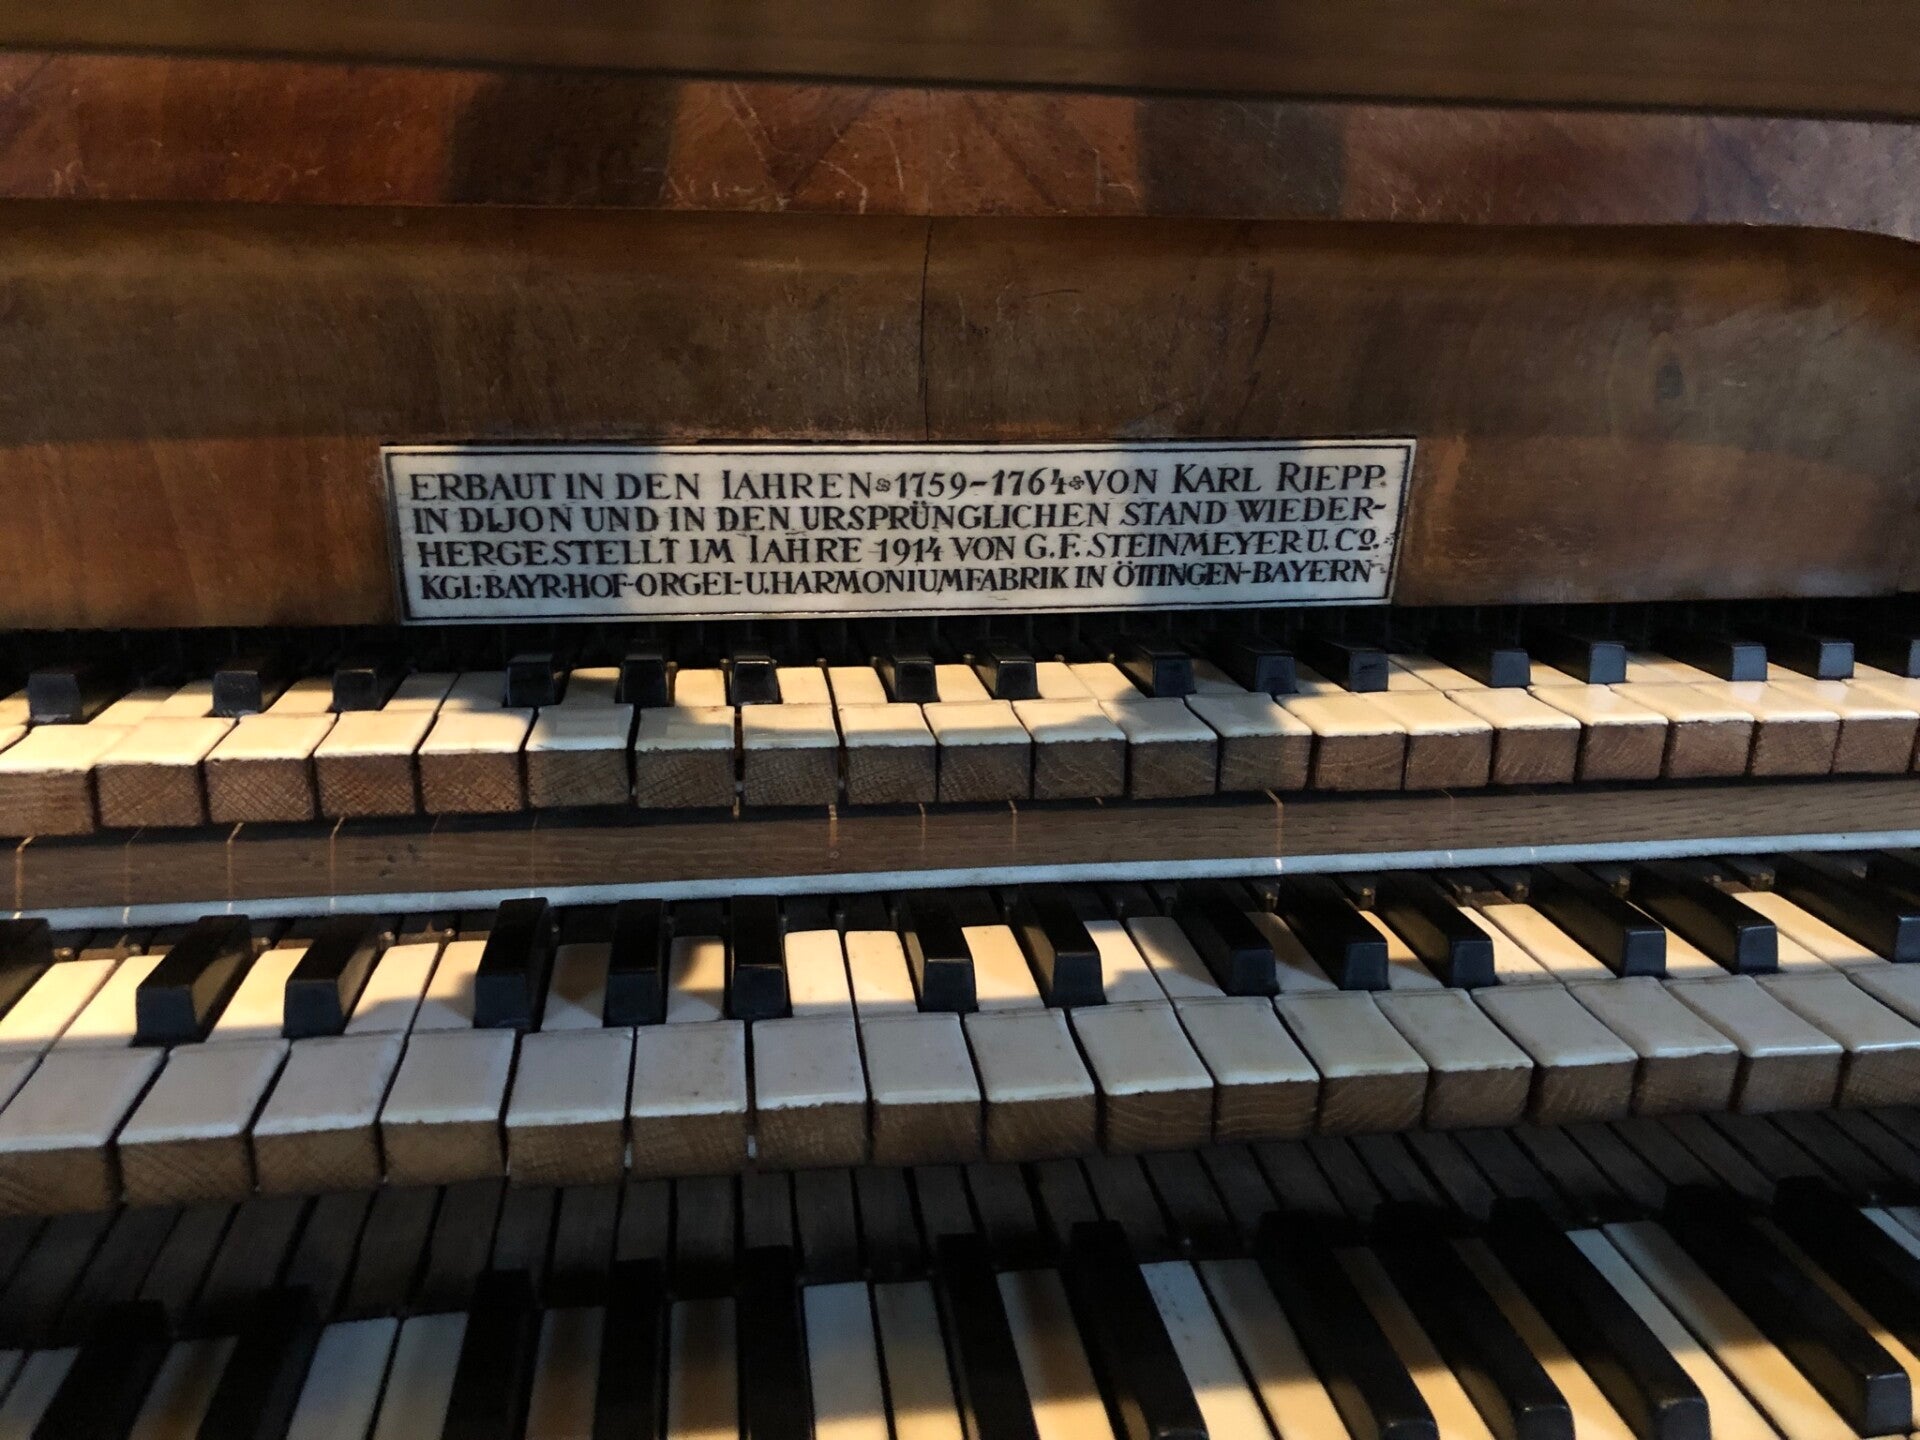 ERBAUT IN DEN IAHREN 1759-1764 VON KARL RIEPP.
IN DIJON UND IN DEN URSPRÜNGLICHEN STAND WIEDER-
HERGESTELLT IM IAHRE 1914 VON G.F. STEINMEYER U. Co.
KGL. BAYR. HOF-ORGEL- U. HARMONIUMFABRIK IN ÖTTINGEN-BAYERN